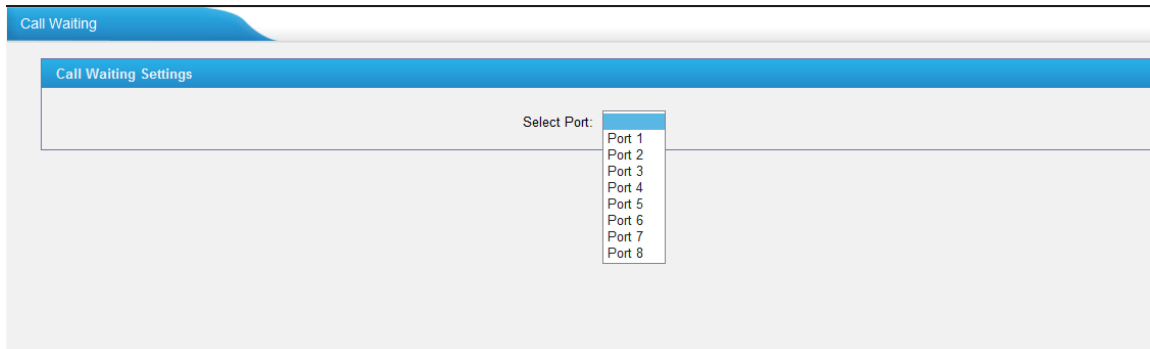 Call Waiting
Call Waiting Settings
Select Port:
Port 1
Port 2
Port 3
Port 4
Port 5
Port 6
Port 7
Port 8